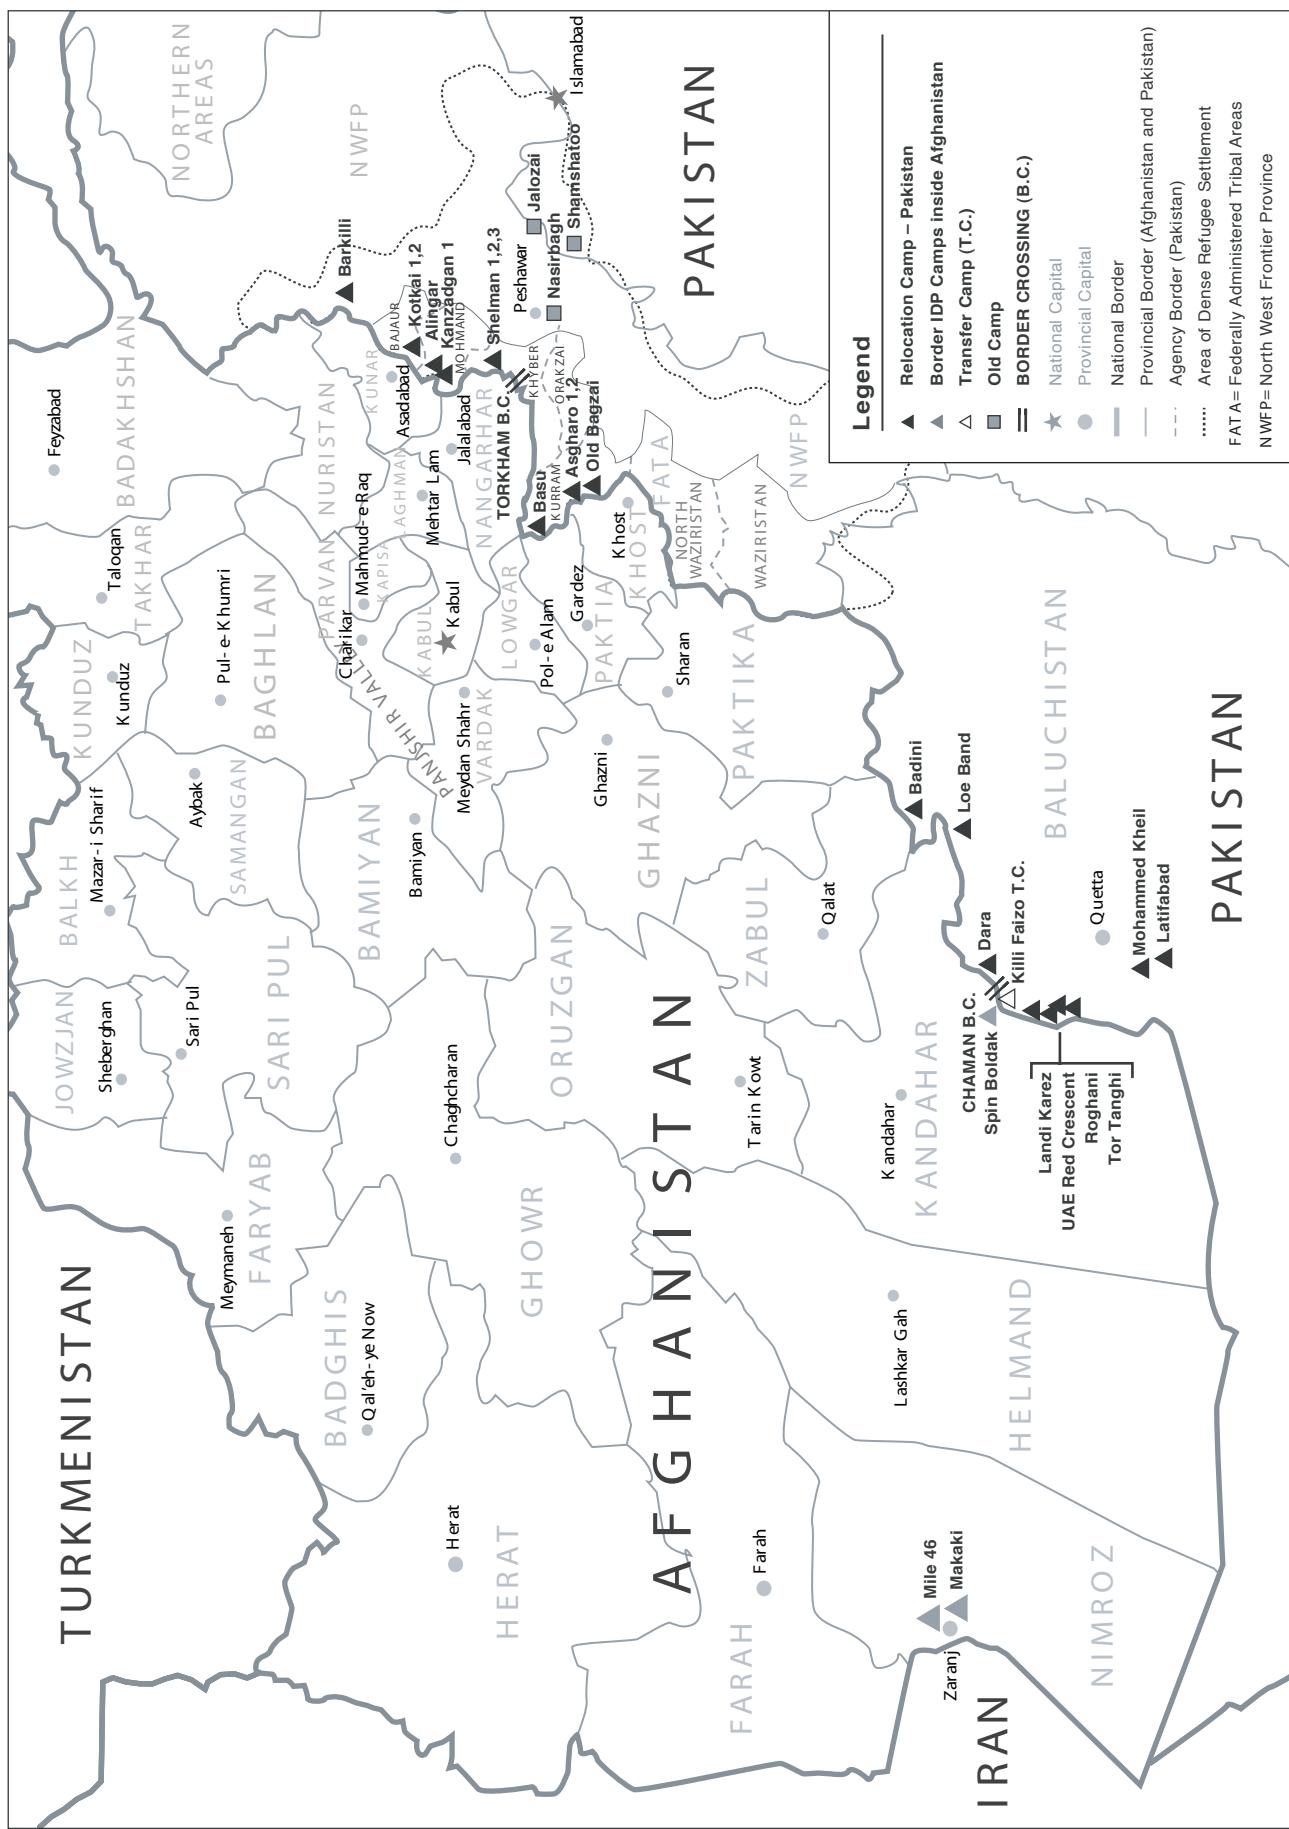 TURKMENISTAN
IRAN
AFGHANISTAN
PAKISTAN
PAKISTAN
HERAT
Herat
BADGHIS
Qal'eh-ye Now
FARYAB
Meymaneh
JOWZJAN
Sheberghan
SARI PUL
Sari Pul
BALKH
Mazar-i Sharif
SAMANGAN
Aybak
KUNDUZ
Kunduz
TAKHAR
Taloqan
BAGHLAN
Pul-e-Khumri
BADAKHSHAN
Feyzabad
NORTHERN
AREAS
NWFP
NURISTAN
KUNAR
Asadabad
LAGHMAN
Mehtar Lam
KAPISA
Mahmud-e Raq
PARVAN
Charikar
PANJSHIR VALLEY
KABUL
Kabul
NANGARHAR
Jalalabad
LOWGAR
Pol-e Alam
VARDAK
Meydan Shahr
BAMIYAN
Bamiyan
GHOWR
Chaghcharan
ORUZGAN
Tarin Kowt
GHAZNI
Ghazni
PAKTIA
Gardez
KHOST
Khost
PAKTIKA
Sharan
ZABUL
Qalat
KANDAHAR
Kandahar
HELMAND
Lashkar Gah
FARAH
Farah
NIMROZ
Zaranj
Mile 46
Makaki
Barkilli
BAJAUR
Kotkai 1,2
Alingar
Kanzadgan 1
MOHMAND
Shelman 1,2,3
TORKHAM B.C.
KHYBER
ORAKZAI
KURRAM
Basu
Asgharo 1,2
Old Bagzai
Peshawar
Jalozai
Nasirbagh
Shamshatoo
Islamabad
FATA
NORTH
WAZIRISTAN
WAZIRISTAN
NWFP
BALUCHISTAN
Badini
Loe Band
Dara
Killi Faizo T.C.
CHAMAN B.C.
Spin Boldak
Landi Karez
UAE Red Crescent
Roghani
Tor Tanghi
Quetta
Mohammed Kheil
Latifabad
Legend
Relocation Camp – Pakistan
Border IDP Camps inside Afghanistan
Transfer Camp (T.C.)
Old Camp
BORDER CROSSING (B.C.)
National Capital
Provincial Capital
National Border
Provincial Border (Afghanistan and Pakistan)
Agency Border (Pakistan)
Area of Dense Refugee Settlement
FATA= Federally Administered Tribal Areas
NWFP= North West Frontier Province